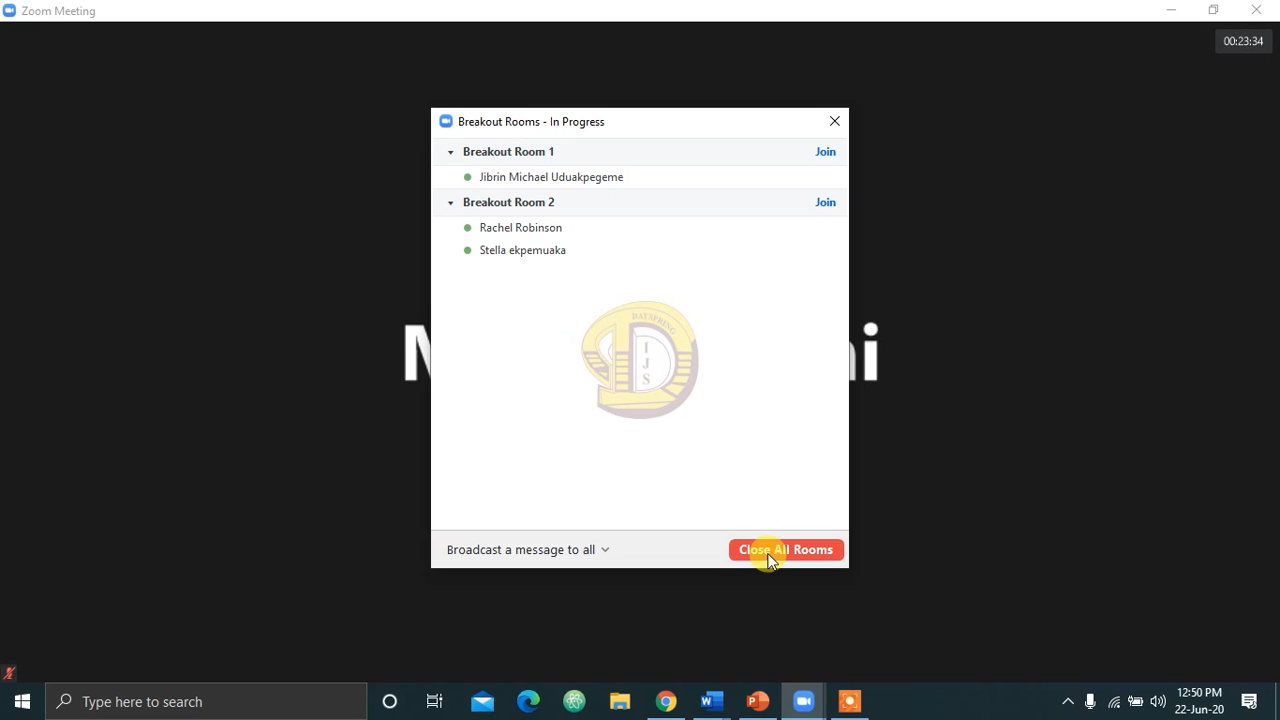 Zoom Meeting
00:23:34
Breakout Rooms - In Progress
Breakout Room 1 Join
Jibrin Michael Uduakpegeme
Breakout Room 2 Join
Rachel Robinson
Stella ekpemuaka
DAYSPRING
I
J
S
M
ni
Broadcast a message to all
Close All Rooms
Type here to search
12:50 PM
22-Jun-20